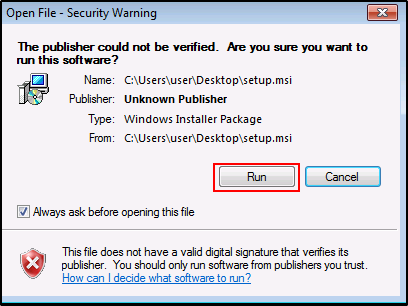 Open File - Security Warning
The publisher could not be verified.  Are you sure you want to
run this software?
Name: C:\Users\user\Desktop\setup.msi
Publisher: Unknown Publisher
Type: Windows Installer Package
From: C:\Users\user\Desktop\setup.msi
Run Cancel
Always ask before opening this file
This file does not have a valid digital signature that verifies its
publisher.  You should only run software from publishers you trust.
How can I decide what software to run?